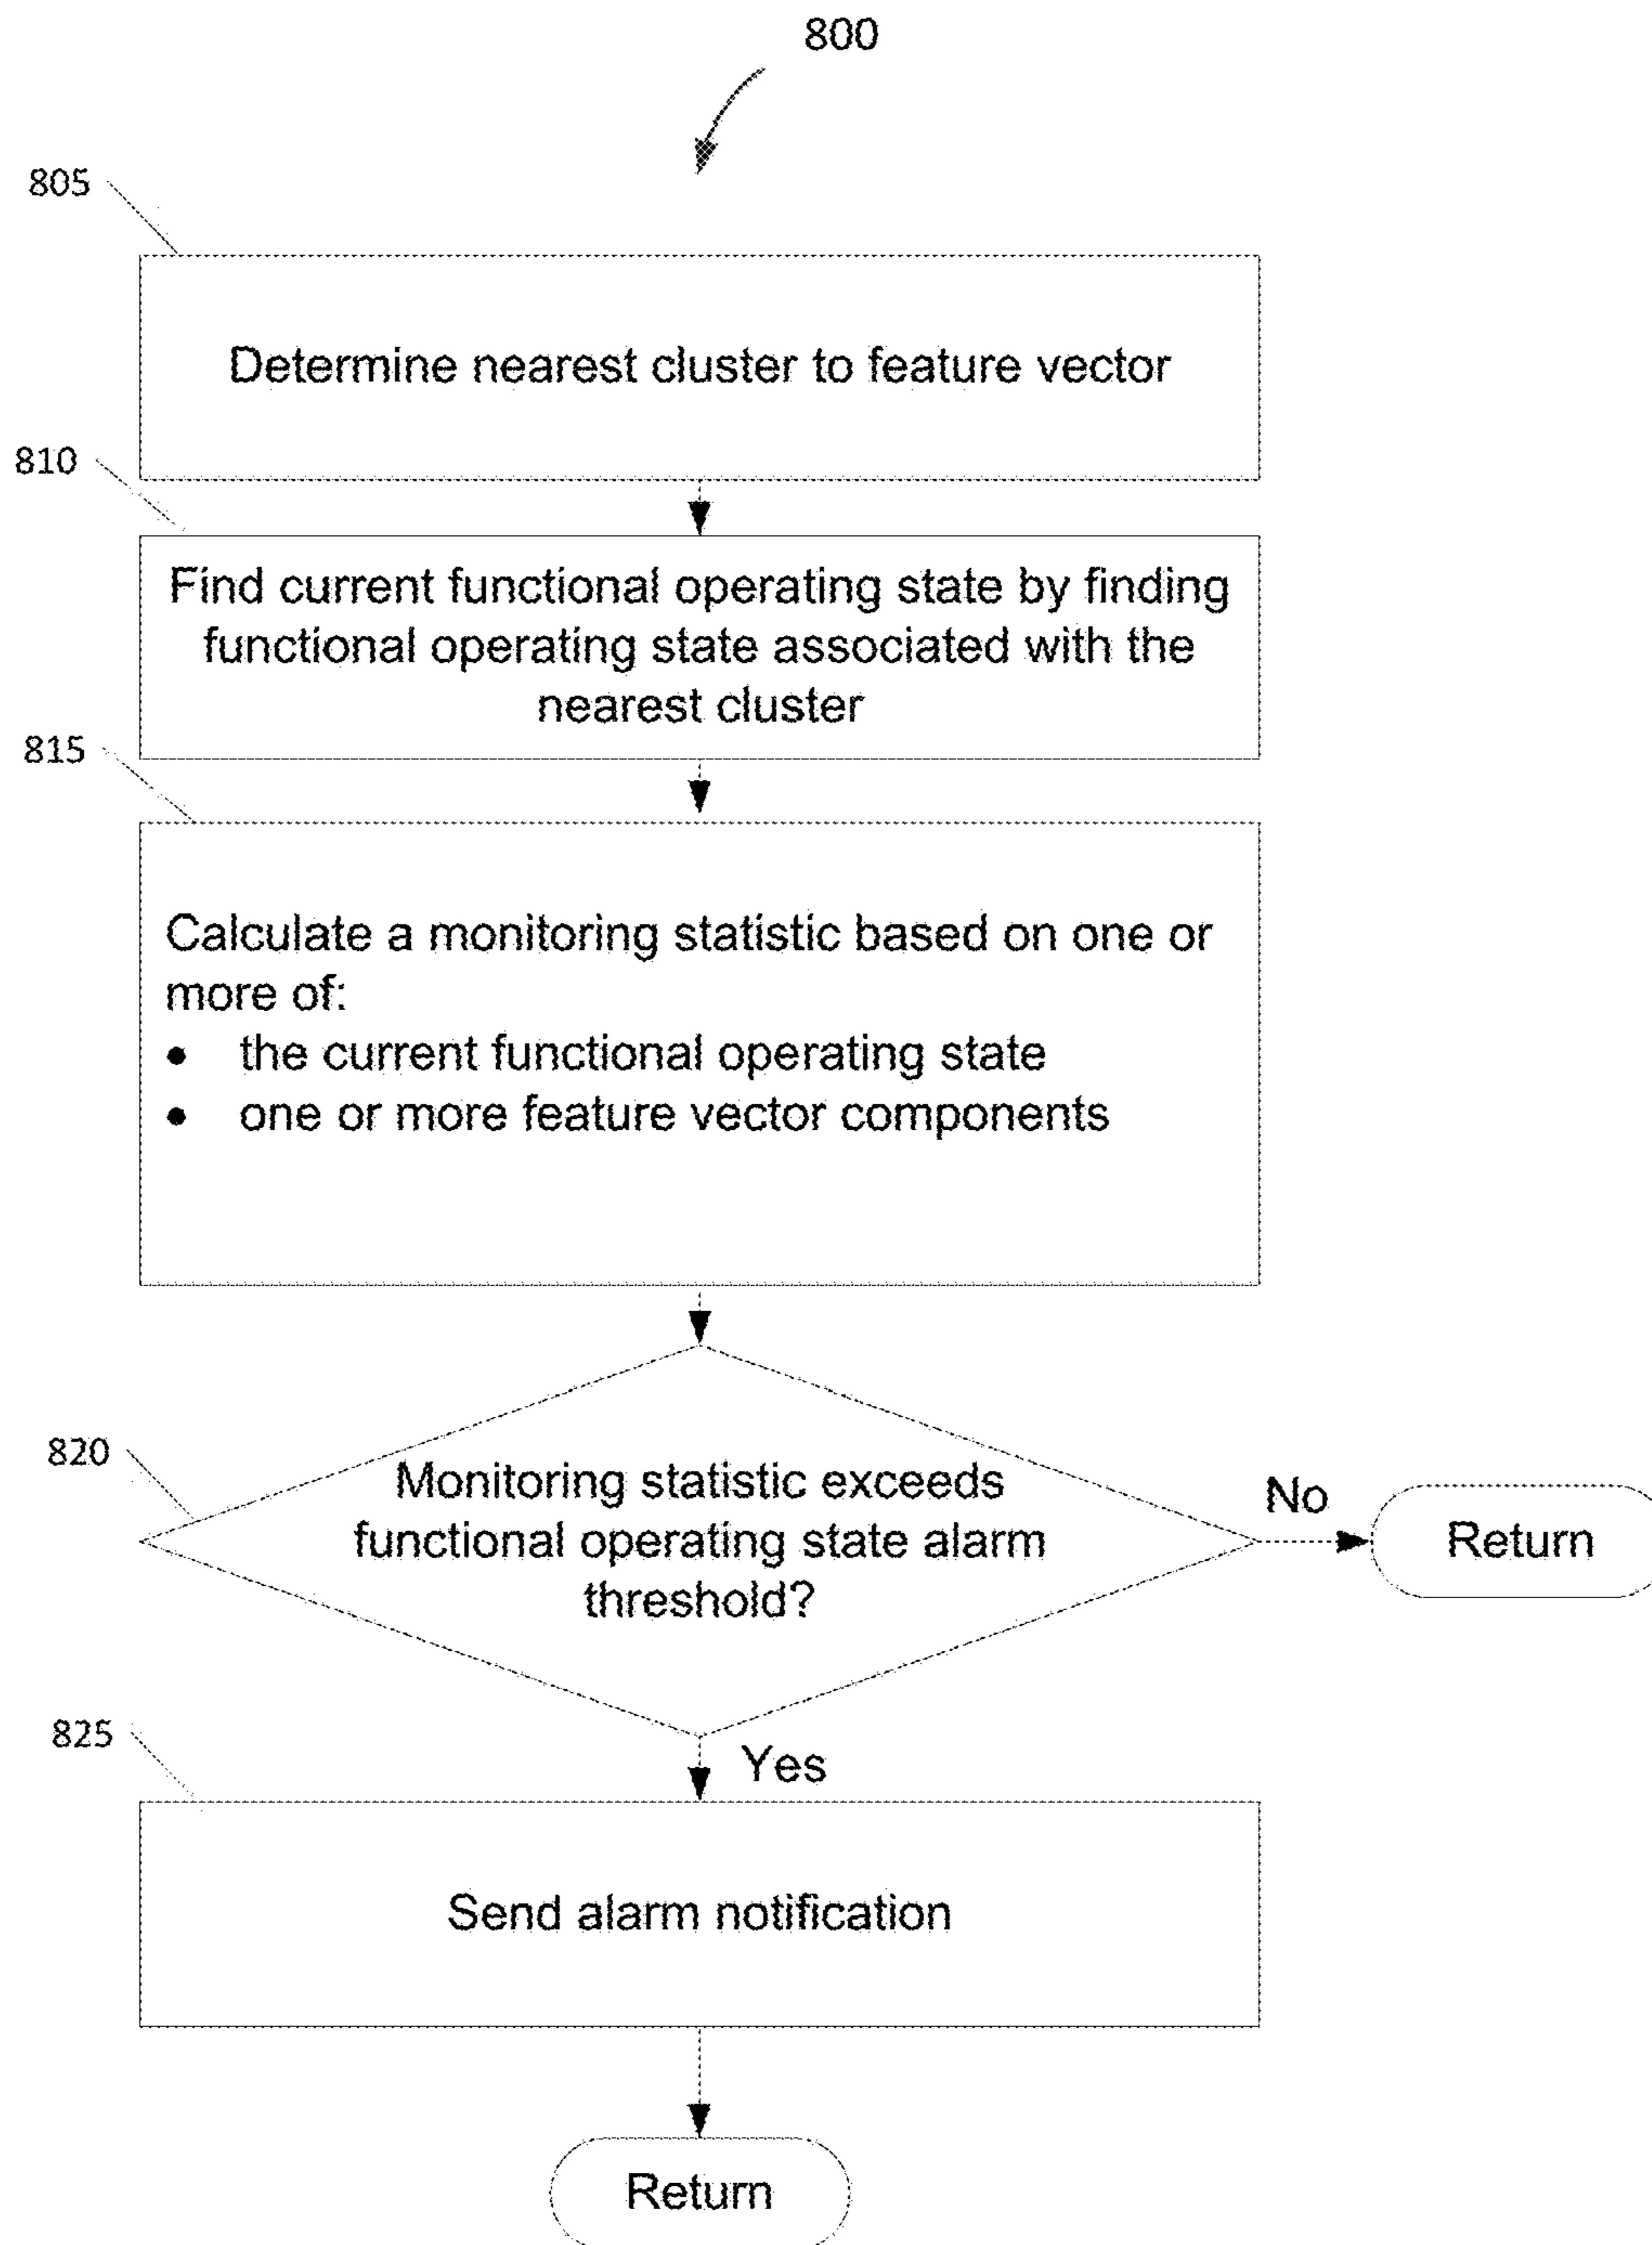 800
805
Determine nearest cluster to feature vector
810
Find current functional operating state by finding
functional operating state associated with the
nearest cluster
815
Calculate a monitoring statistic based on one or
more of:
• the current functional operating state
• one or more feature vector components
820
Monitoring statistic exceeds
functional operating state alarm
threshold?
No
Return
825
Yes
Send alarm notification
Return